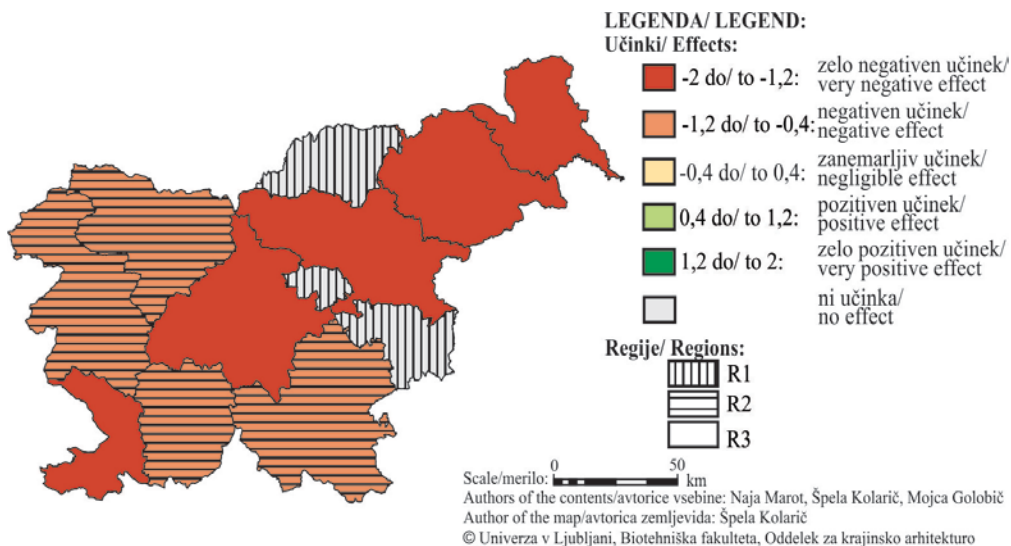 LEGENDA/ LEGEND:
Učinki/ Effects:
-2 do/ to -1,2: zelo negativen učinek/
very negative effect
-1,2 do/ to -0,4: negativen učinek/
negative effect
-0,4 do/ to 0,4: zanemarljiv učinek/
negligible effect
0,4 do/ to 1,2: pozitiven učinek/
positive effect
1,2 do/ to 2: zelo pozitiven učinek/
very positive effect
ni učinka/
no effect
Regije/ Regions:
R1
R2
R3
0 50
Scale/merilo: km
Authors of the contents/avtorice vsebine: Naja Marot, Špela Kolarič, Mojca Golobič
Author of the map/avtorica zemljevida: Špela Kolarič
© Univerza v Ljubljani, Biotehniška fakulteta, Oddelek za krajinsko arhitekturo